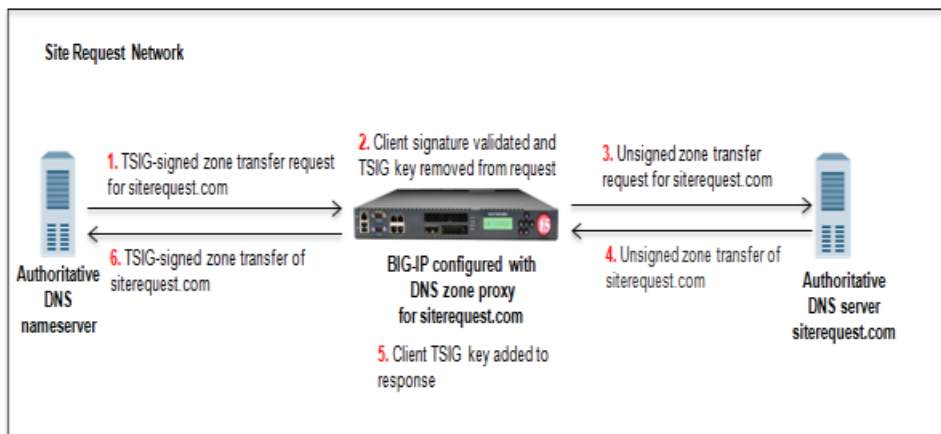 Site Request Network
1. TSIG-signed zone transfer request
for siterequest.com
2. Client signature validated and
TSIG key removed from request
3. Unsigned zone transfer
request for siterequest.com
6. TSIG-signed zone transfer of
siterequest.com
4. Unsigned zone transfer of
siterequest.com
Authoritative
DNS
nameserver
BIG-IP configured with
DNS zone proxy
for siterequest.com
Authoritative
DNS server
siterequest.com
5. Client TSIG key added to
response
f5